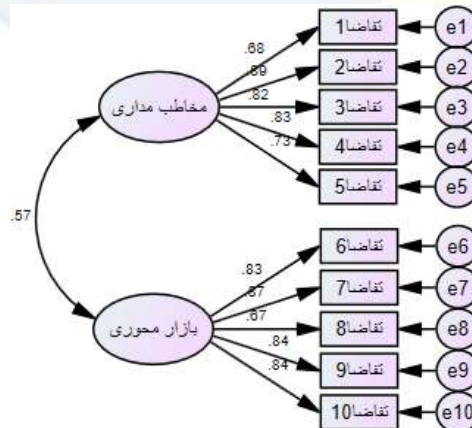 تقاضا1
e1
.68
تقاضا2
e2
.89
مخاطب مداری
تقاضا3
e3
.82
تقاضا4
e4
.83
تقاضا5
e5
.73
.57
تقاضا6
e6
.83
تقاضا7
e7
.87
بازار محوری
تقاضا8
e8
.67
تقاضا9
e9
.84
تقاضا10
e10
.84